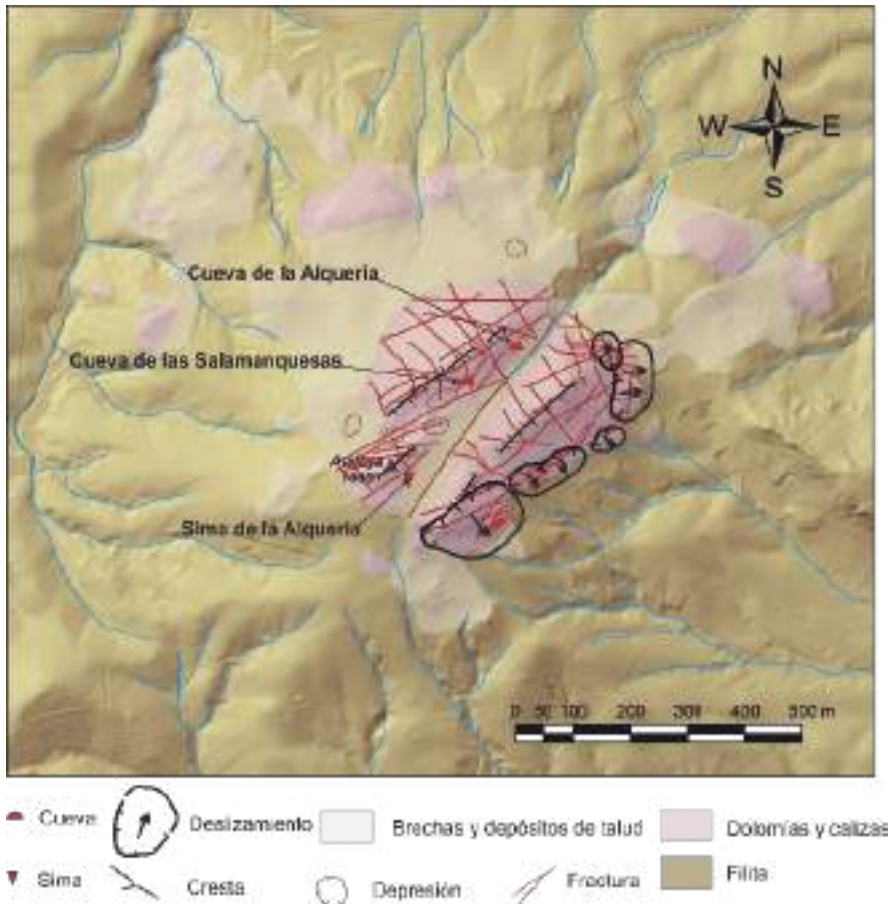 N
W E
S
Cueva de la Alquería
Cueva de las Salamanquesas
Sima de la Alquería
0 50 100 200 300 400 500 m
Cueva
Deslizamiento
Brechas y depósitos de talud
Dolomías y calizas
Sima
Cresta
Depresión
Fractura
Filita